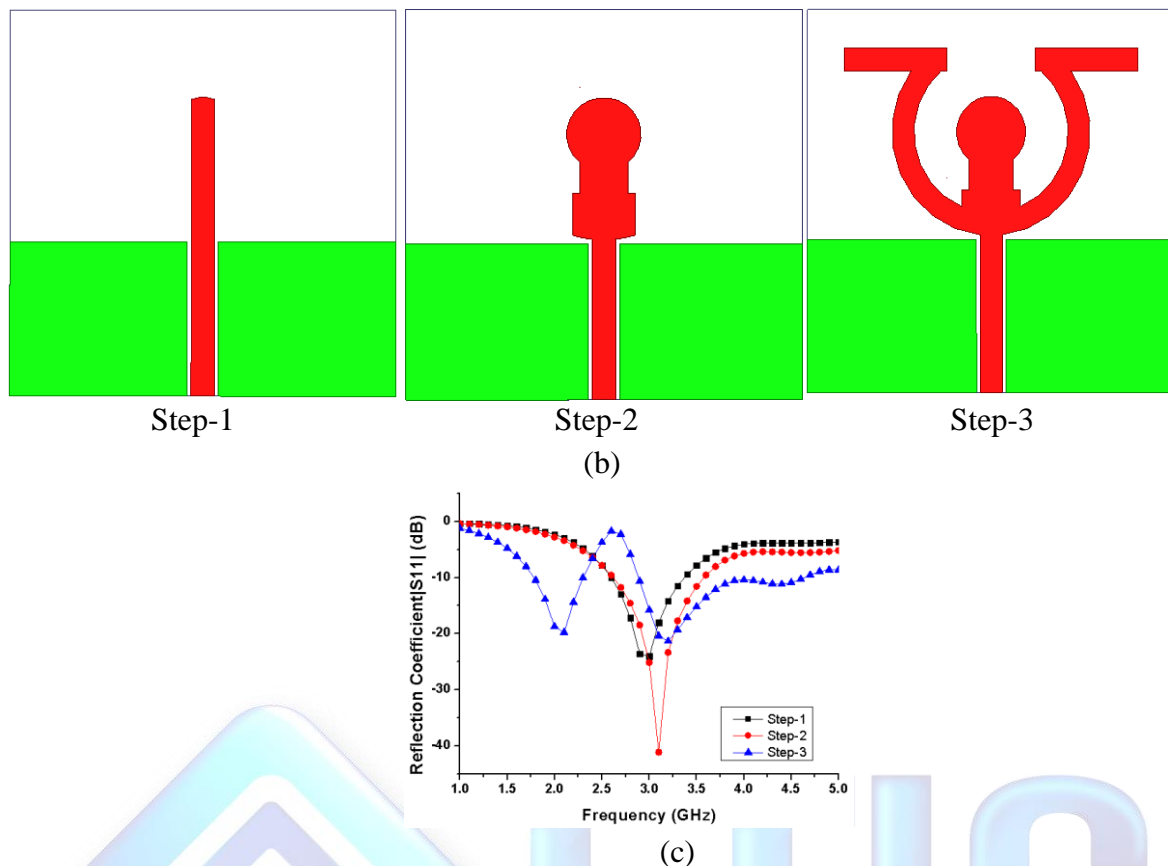 Step-1 Step-2 Step-3
(b)
Reflection Coefficient|S11| (dB)
0
-10
-20
-30
-40
Step-1
Step-2
Step-3
1.0 1.5 2.0 2.5 3.0 3.5 4.0 4.5 5.0
Frequency (GHz)
(c)